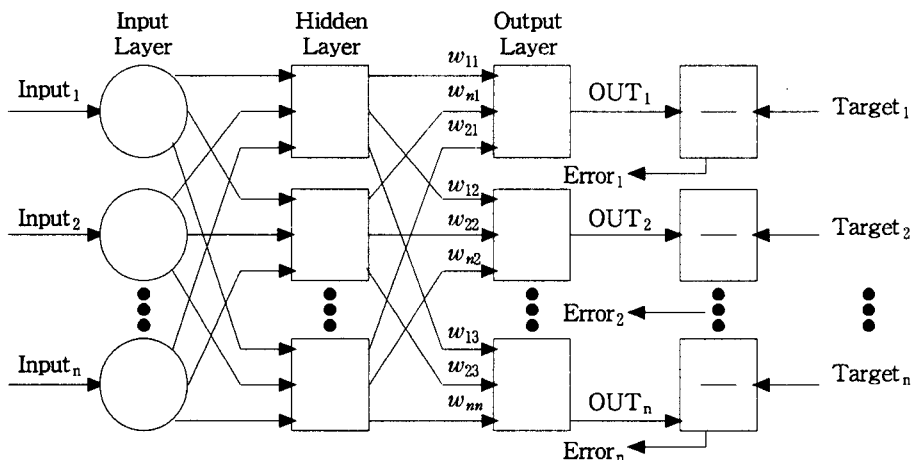 Input Layer
Hidden Layer
Output Layer
Input₁
w₁₁
wₙ₁
w₂₁
OUT₁
Target₁
Error₁
Input₂
w₁₂
w₂₂
wₙ₂
OUT₂
Target₂
Error₂
Inputₙ
w₁₃
w₂₃
wₙₙ
OUTₙ
Targetₙ
Errorₙ